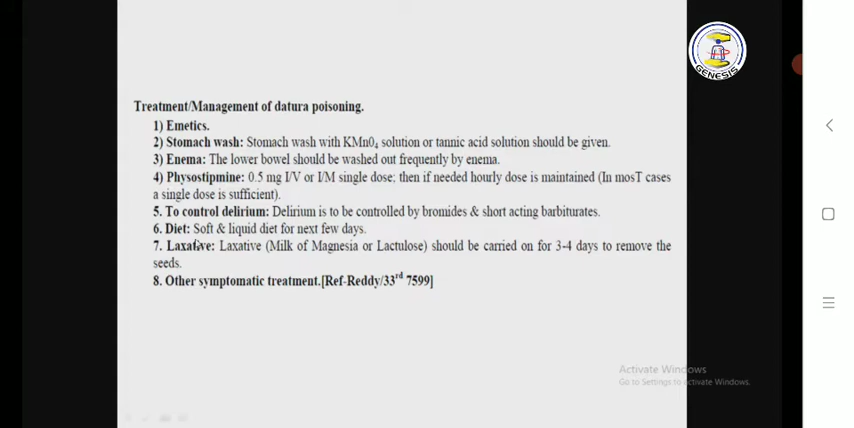 GENESIS
Treatment/Management of datura poisoning.
1) Emetics.
2) Stomach wash: Stomach wash with KMnO₄ solution or tannic acid solution should be given.
3) Enema: The lower bowel should be washed out frequently by enema.
4) Physostipmine: 0.5 mg I/V or I/M single dose; then if needed hourly dose is maintained (In mosT cases
a single dose is sufficient).
5. To control delirium: Delirium is to be controlled by bromides & short acting barbiturates.
6. Diet: Soft & liquid diet for next few days.
7. Laxative: Laxative (Milk of Magnesia or Lactulose) should be carried on for 3-4 days to remove the
seeds.
8. Other symptomatic treatment.[Ref-Reddy/33ʳᵈ 7599]
Activate Windows
Go to Settings to activate Windows.